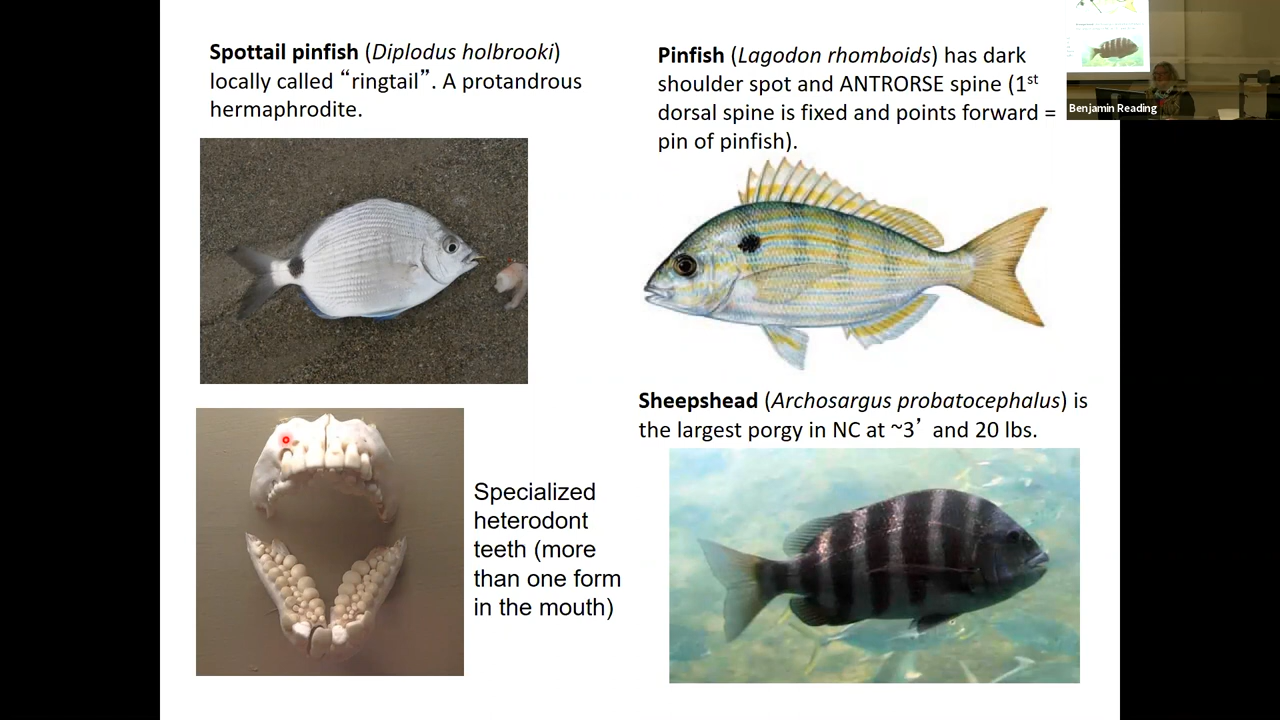 Spottail pinfish (Diplodus holbrooki)
locally called “ringtail”. A protandrous
hermaphrodite.
Pinfish (Lagodon rhomboids) has dark
shoulder spot and ANTRORSE spine (1st
dorsal spine is fixed and points forward =
pin of pinfish).
Benjamin Reading
Sheepshead (Archosargus probatocephalus) is
the largest porgy in NC at ~3’ and 20 lbs.
Specialized
heterodont
teeth (more
than one form
in the mouth)